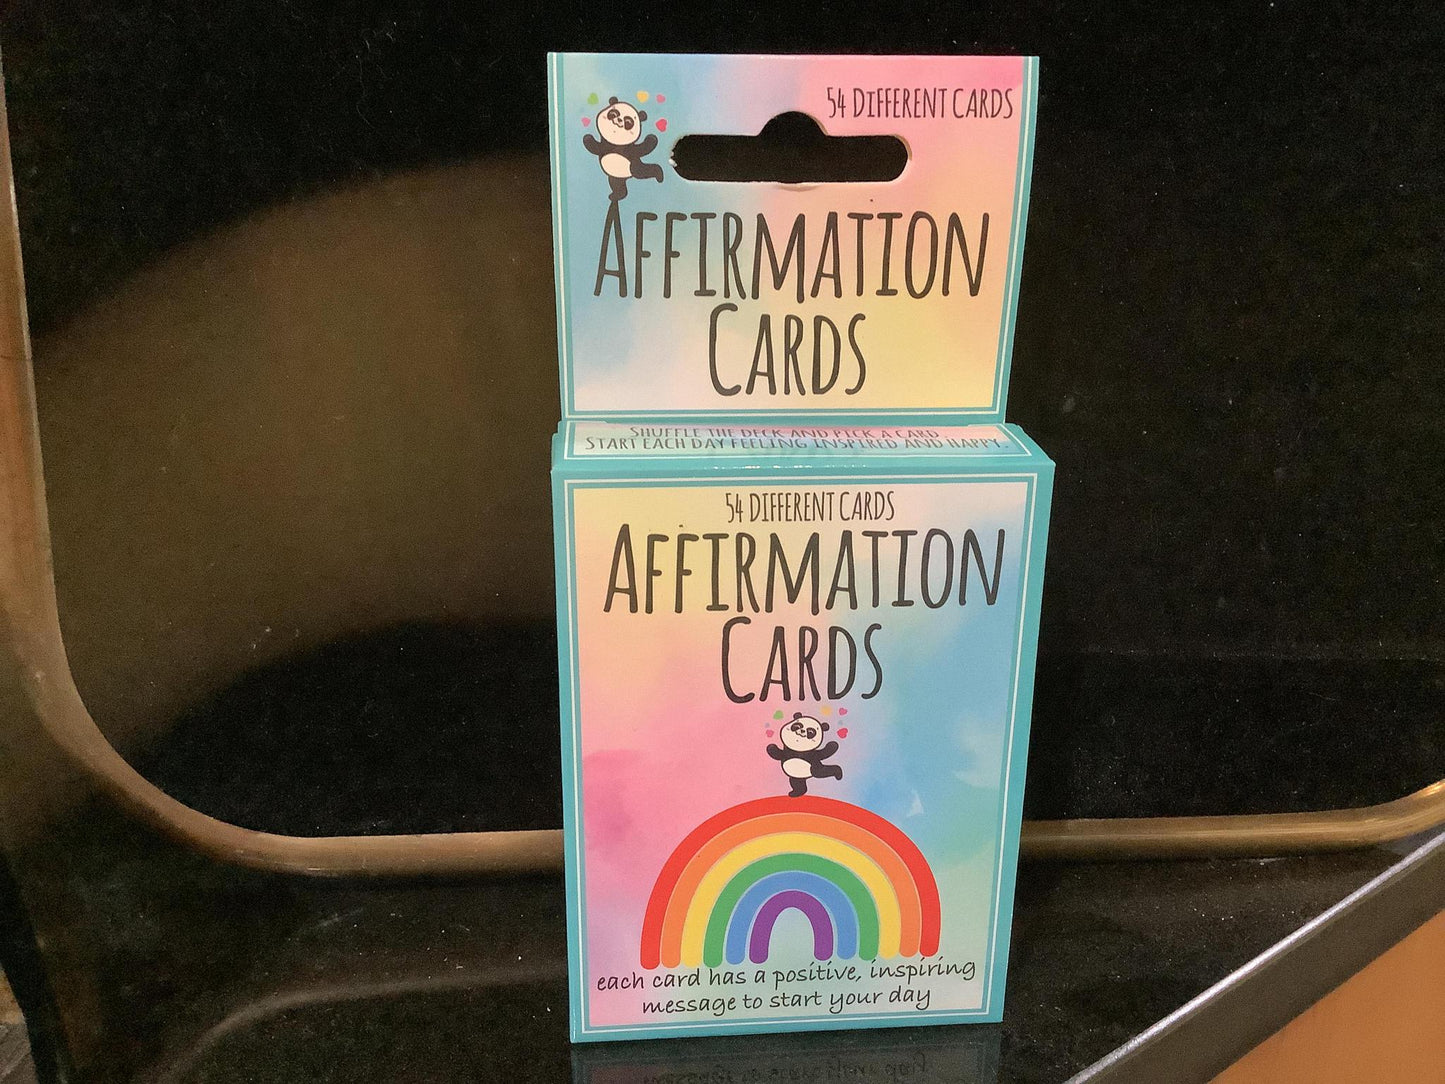 54 DIFFERENT CARDS
AFFIRMATION
CARDS
SHUFFLE THE DECK AND PICK A CARD
START EACH DAY FEELING INSPIRED AND HAPPY.
54 DIFFERENT CARDS
AFFIRMATION
CARDS
each card has a positive, inspiring
message to start your day